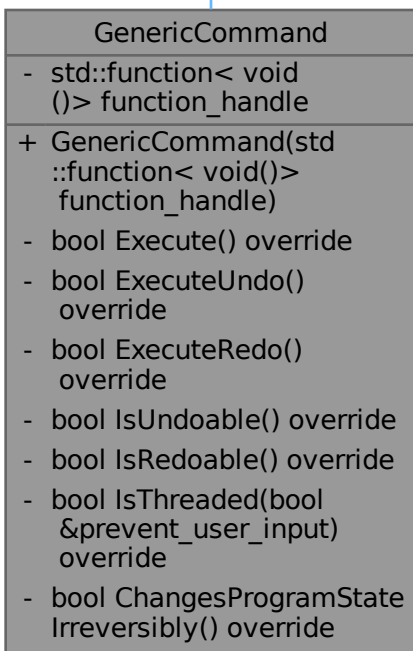 GenericCommand
- std::function< void
()> function_handle
+ GenericCommand(std
::function< void()>
function_handle)
- bool Execute() override
- bool ExecuteUndo()
override
- bool ExecuteRedo()
override
- bool IsUndoable() override
- bool IsRedoable() override
- bool IsThreaded(bool
&prevent_user_input)
override
- bool ChangesProgramState
Irreversibly() override